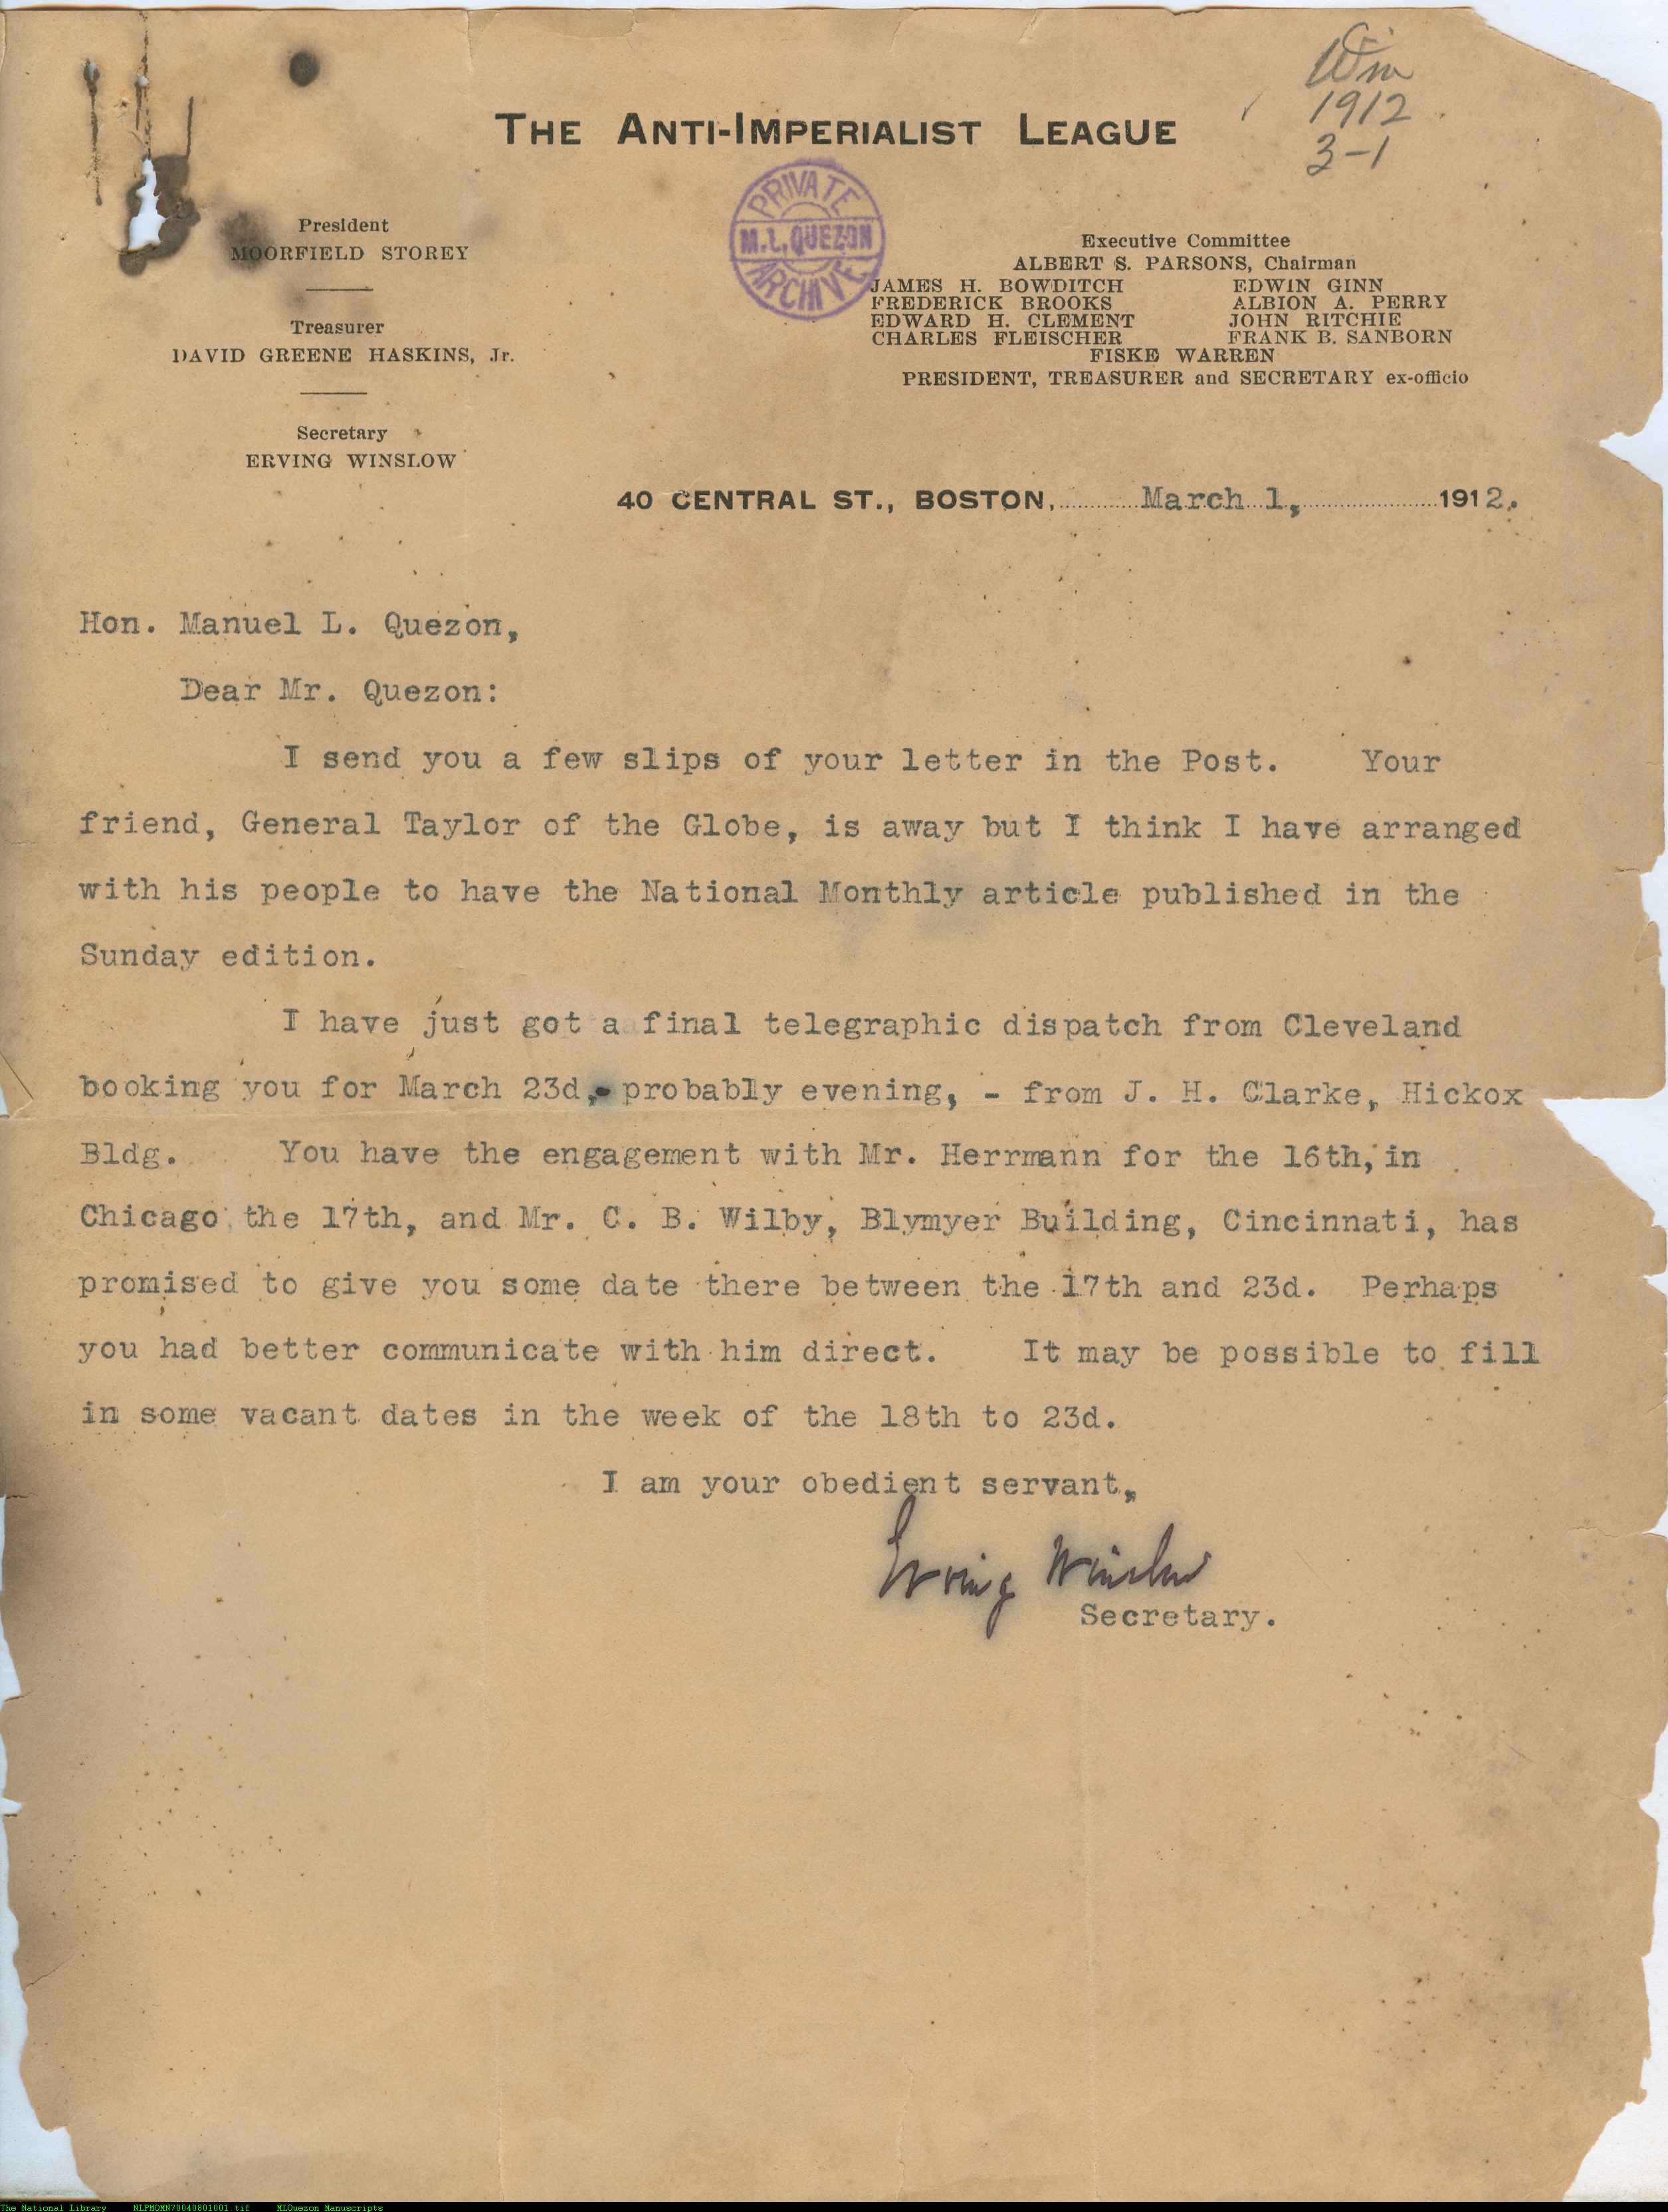 Win
1912
3-1
THE ANTI-IMPERIALIST LEAGUE
PRIVATE
M.L.QUEZON
ARCHIVE
President
MOORFIELD STOREY
Treasurer
DAVID GREENE HASKINS, Jr.
Secretary
ERVING WINSLOW
Executive Committee
ALBERT S. PARSONS, Chairman
JAMES H. BOWDITCH EDWIN GINN
FREDERICK BROOKS ALBION A. PERRY
EDWARD H. CLEMENT JOHN RITCHIE
CHARLES FLEISCHER FRANK B. SANBORN
FISKE WARREN
PRESIDENT, TREASURER and SECRETARY ex-officio
40 CENTRAL ST., BOSTON, March 1, 1912.
Hon. Manuel L. Quezon,
Dear Mr. Quezon:
I send you a few slips of your letter in the Post. Your
friend, General Taylor of the Globe, is away but I think I have arranged
with his people to have the National Monthly article published in the
Sunday edition.
I have just got a final telegraphic dispatch from Cleveland
booking you for March 23d,- probably evening, - from J. H. Clarke, Hickox
Bldg. You have the engagement with Mr. Herrmann for the 16th, in
Chicago the 17th, and Mr. C. B. Wilby, Blymyer Building, Cincinnati, has
promised to give you some date there between the 17th and 23d. Perhaps
you had better communicate with him direct. It may be possible to fill
in some vacant dates in the week of the 18th to 23d.
I am your obedient servant,
Erving Winslow
Secretary.
The National Library NLPMQMN70040801001.tif MLQuezon Manuscripts